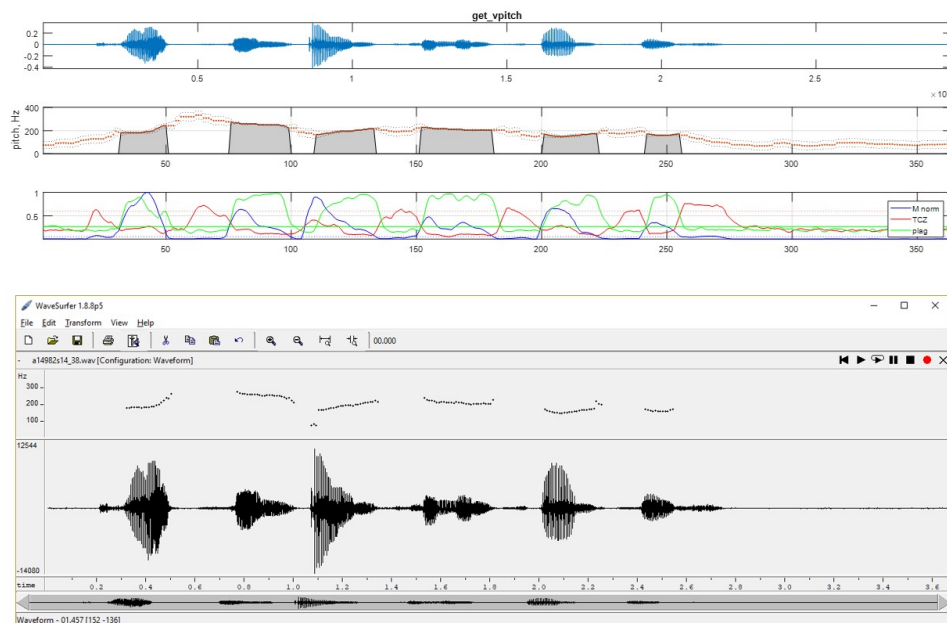 get_vpitch
0.2
0
-0.2
-0.4
0.5 1 1.5 2 2.5
× 10
pitch, Hz
400
200
0
50 100 150 200 250 300 350
1
0.5
0
M norm
TCZ
plag
50 100 150 200 250 300 350
WaveSurfer 1.8.8p5
File Edit Transform View Help
00.000
- a14982s14_38.wav [Configuration: Waveform]
Hz
300
200
100
12544
-14080
time 0.2 0.4 0.6 0.8 1.0 1.2 1.4 1.6 1.8 2.0 2.2 2.4 2.6 2.8 3.0 3.2 3.4 3.6
Waveform - 01.457 [152 -136]